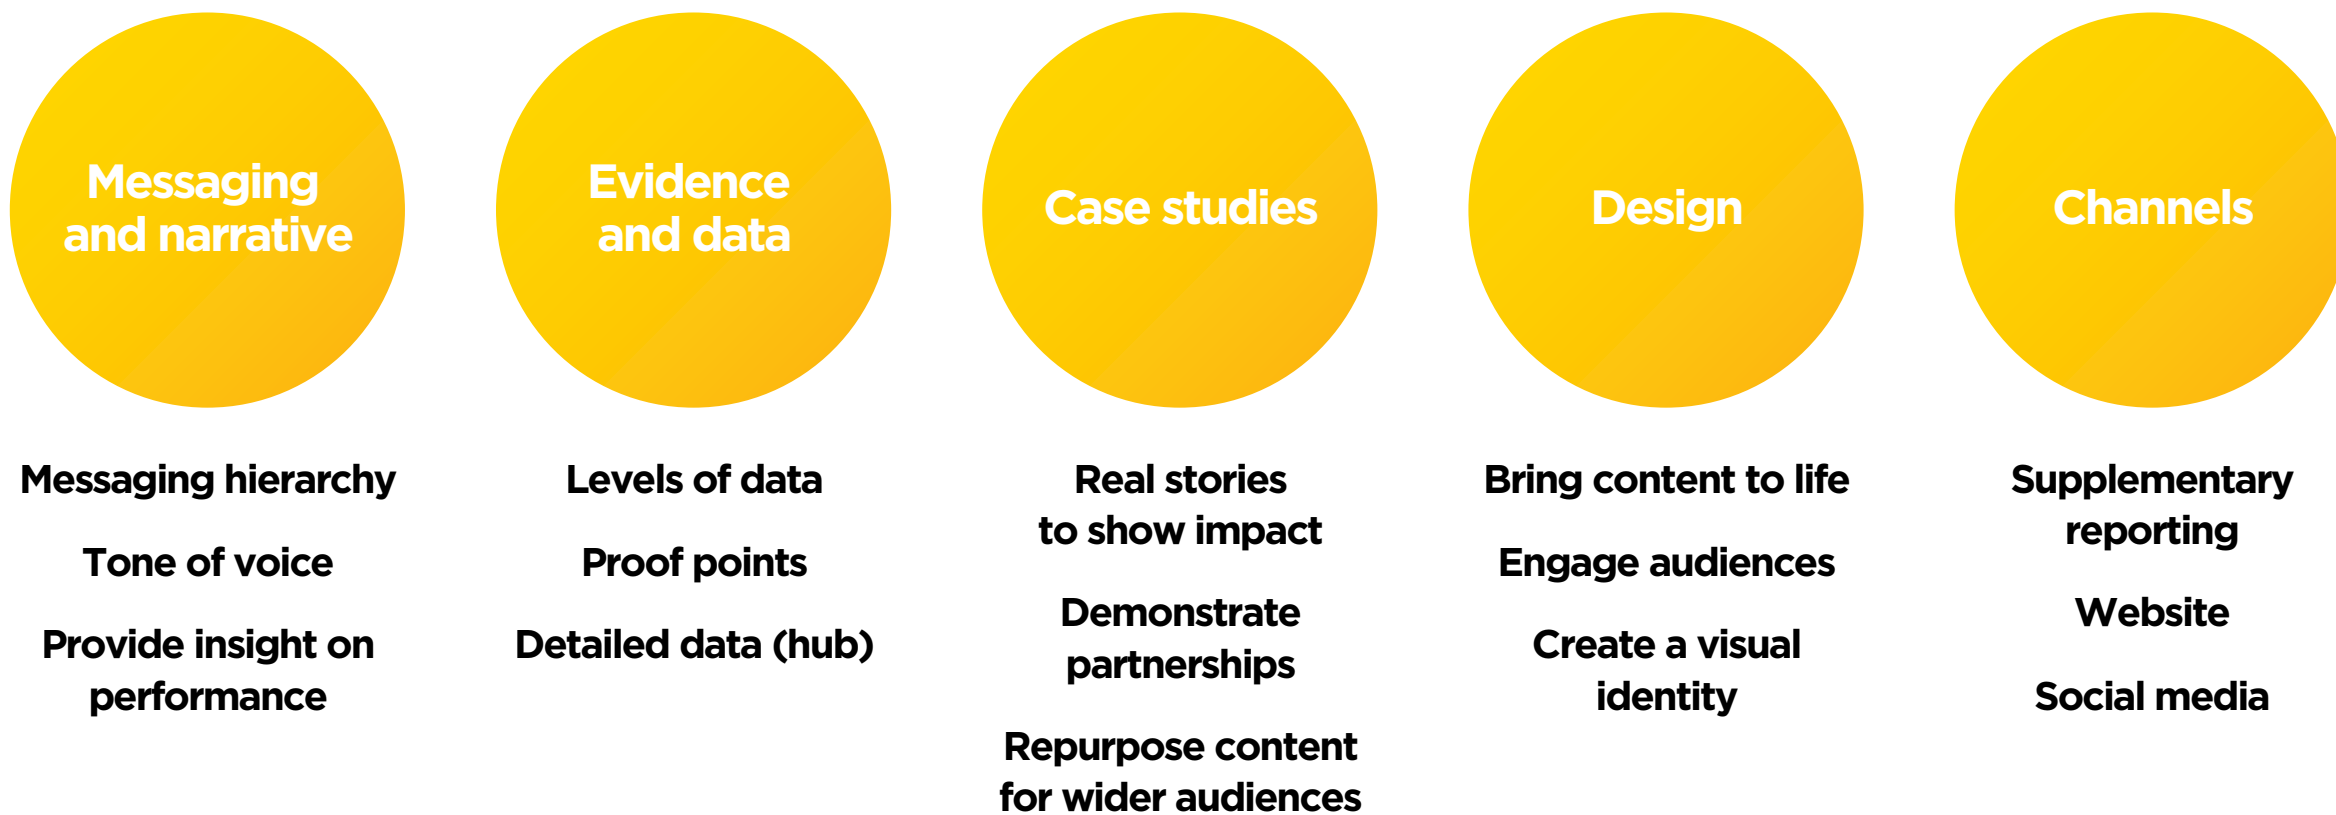 Messaging
and narrative
Messaging hierarchy
Tone of voice
Provide insight on
performance
Evidence
and data
Levels of data
Proof points
Detailed data (hub)
Case studies
Real stories
to show impact
Demonstrate
partnerships
Repurpose content
for wider audiences
Design
Bring content to life
Engage audiences
Create a visual
identity
Channels
Supplementary
reporting
Website
Social media